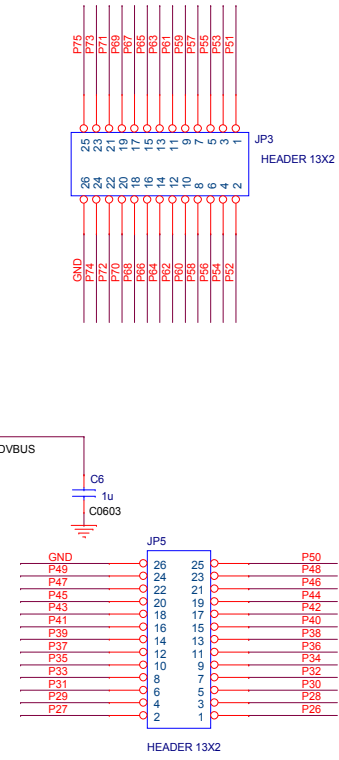 P75 P73 P71 P69 P67 P65 P63 P61 P59 P57 P55 P53 P51
25 23 21 19 17 15 13 11 9 7 5 3 1
JP3
HEADER 13X2
26 24 22 20 18 16 14 12 10 8 6 4 2
GND P74 P72 P70 P68 P66 P64 P62 P60 P58 P56 P54 P52
DVBUS
C6
1u
C0603
JP5
GND 26 25 P50
P49 24 23 P48
P47 22 21 P46
P45 20 19 P44
P43 18 17 P42
P41 16 15 P40
P39 14 13 P38
P37 12 11 P36
P35 10 9 P34
P33 8 7 P32
P31 6 5 P30
P29 4 3 P28
P27 2 1 P26
HEADER 13X2